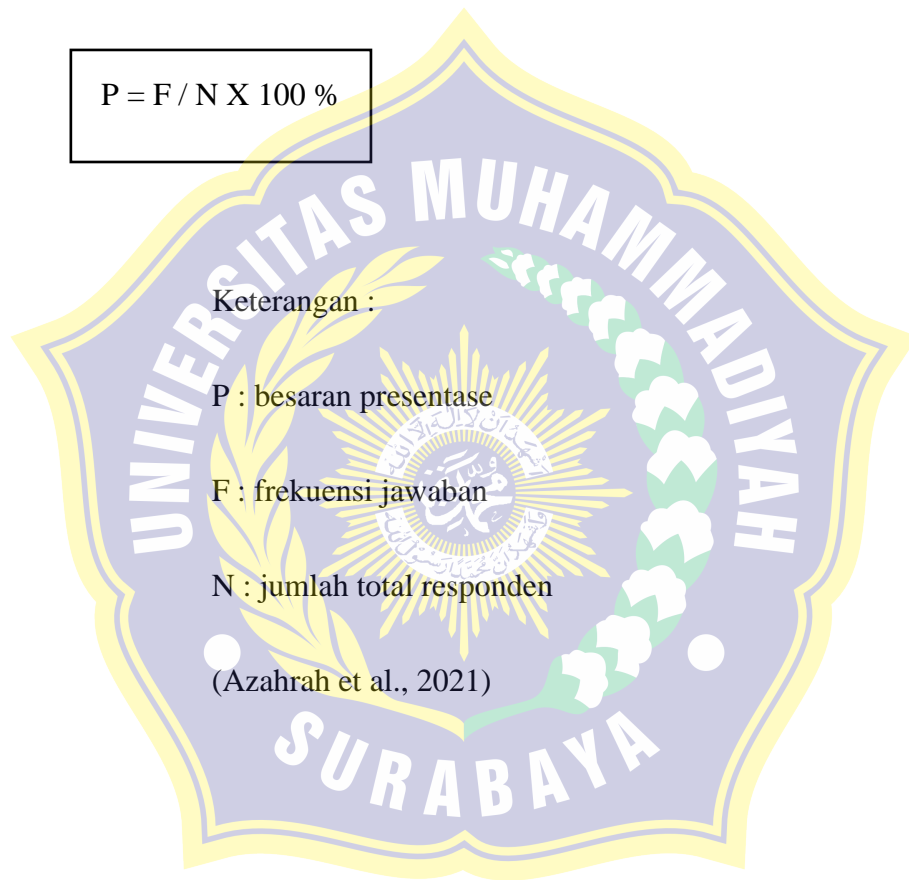 P = F / N X 100 %
UNIVERSITAS MUHAMMADIYAH
Keterangan :
P : besaran presentase
F : frekuensi jawaban
N : jumlah total responden
(Azahrah et al., 2021)
SURABAYA